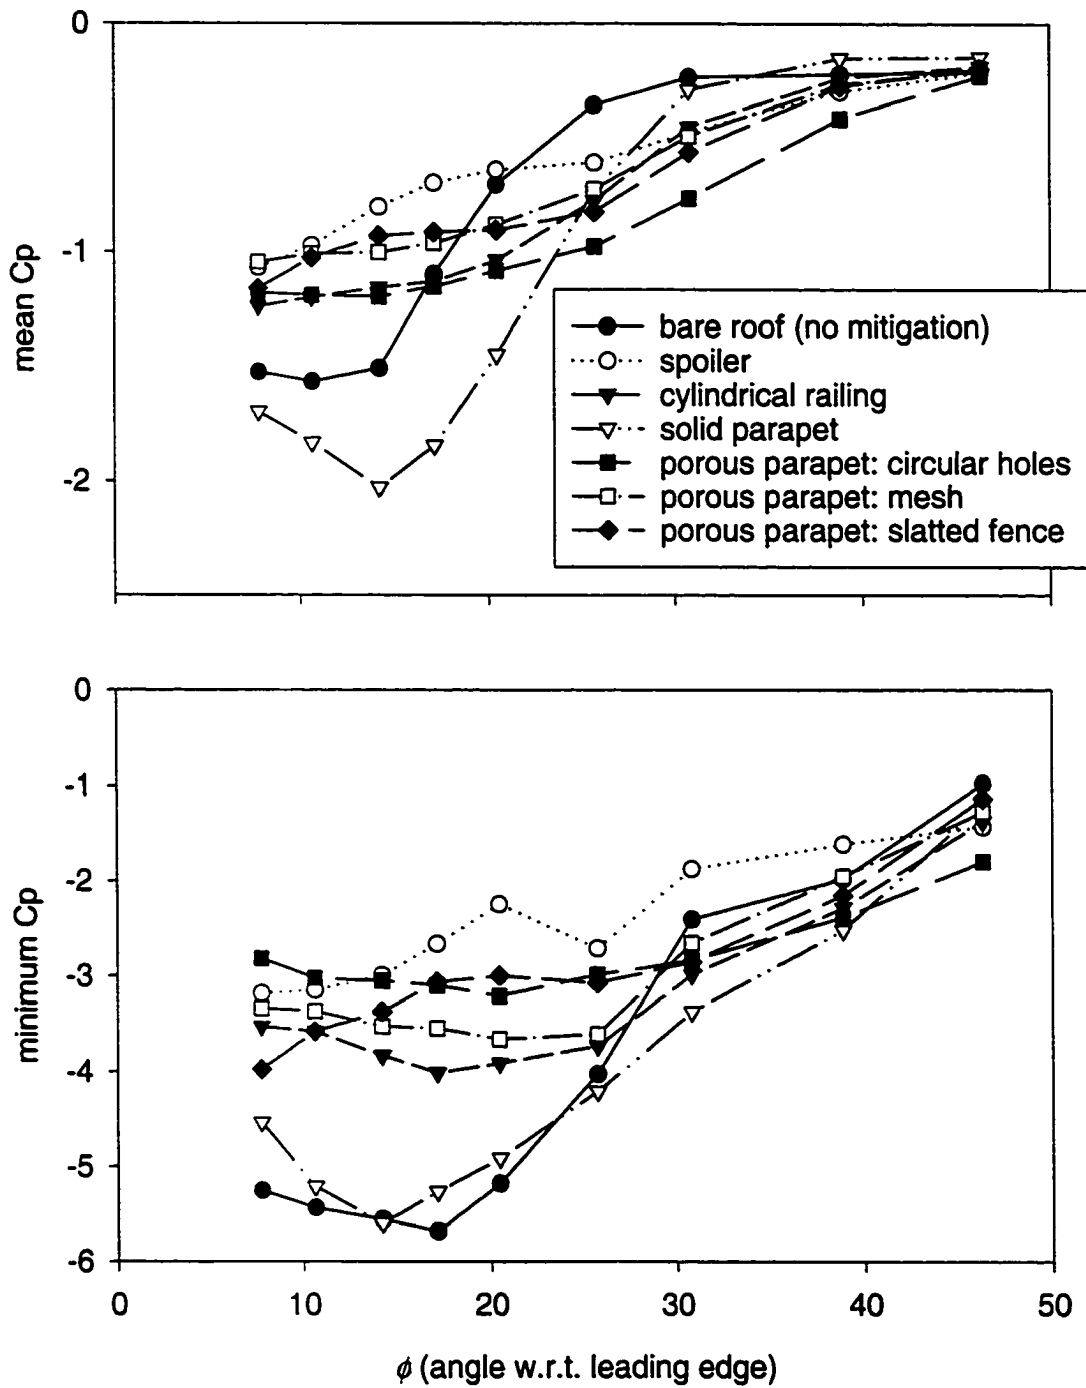 0
-1
-2
mean Cp
bare roof (no mitigation)
spoiler
cylindrical railing
solid parapet
porous parapet: circular holes
porous parapet: mesh
porous parapet: slatted fence
0
-1
-2
-3
-4
-5
-6
minimum Cp
0 10 20 30 40 50
ϕ (angle w.r.t. leading edge)